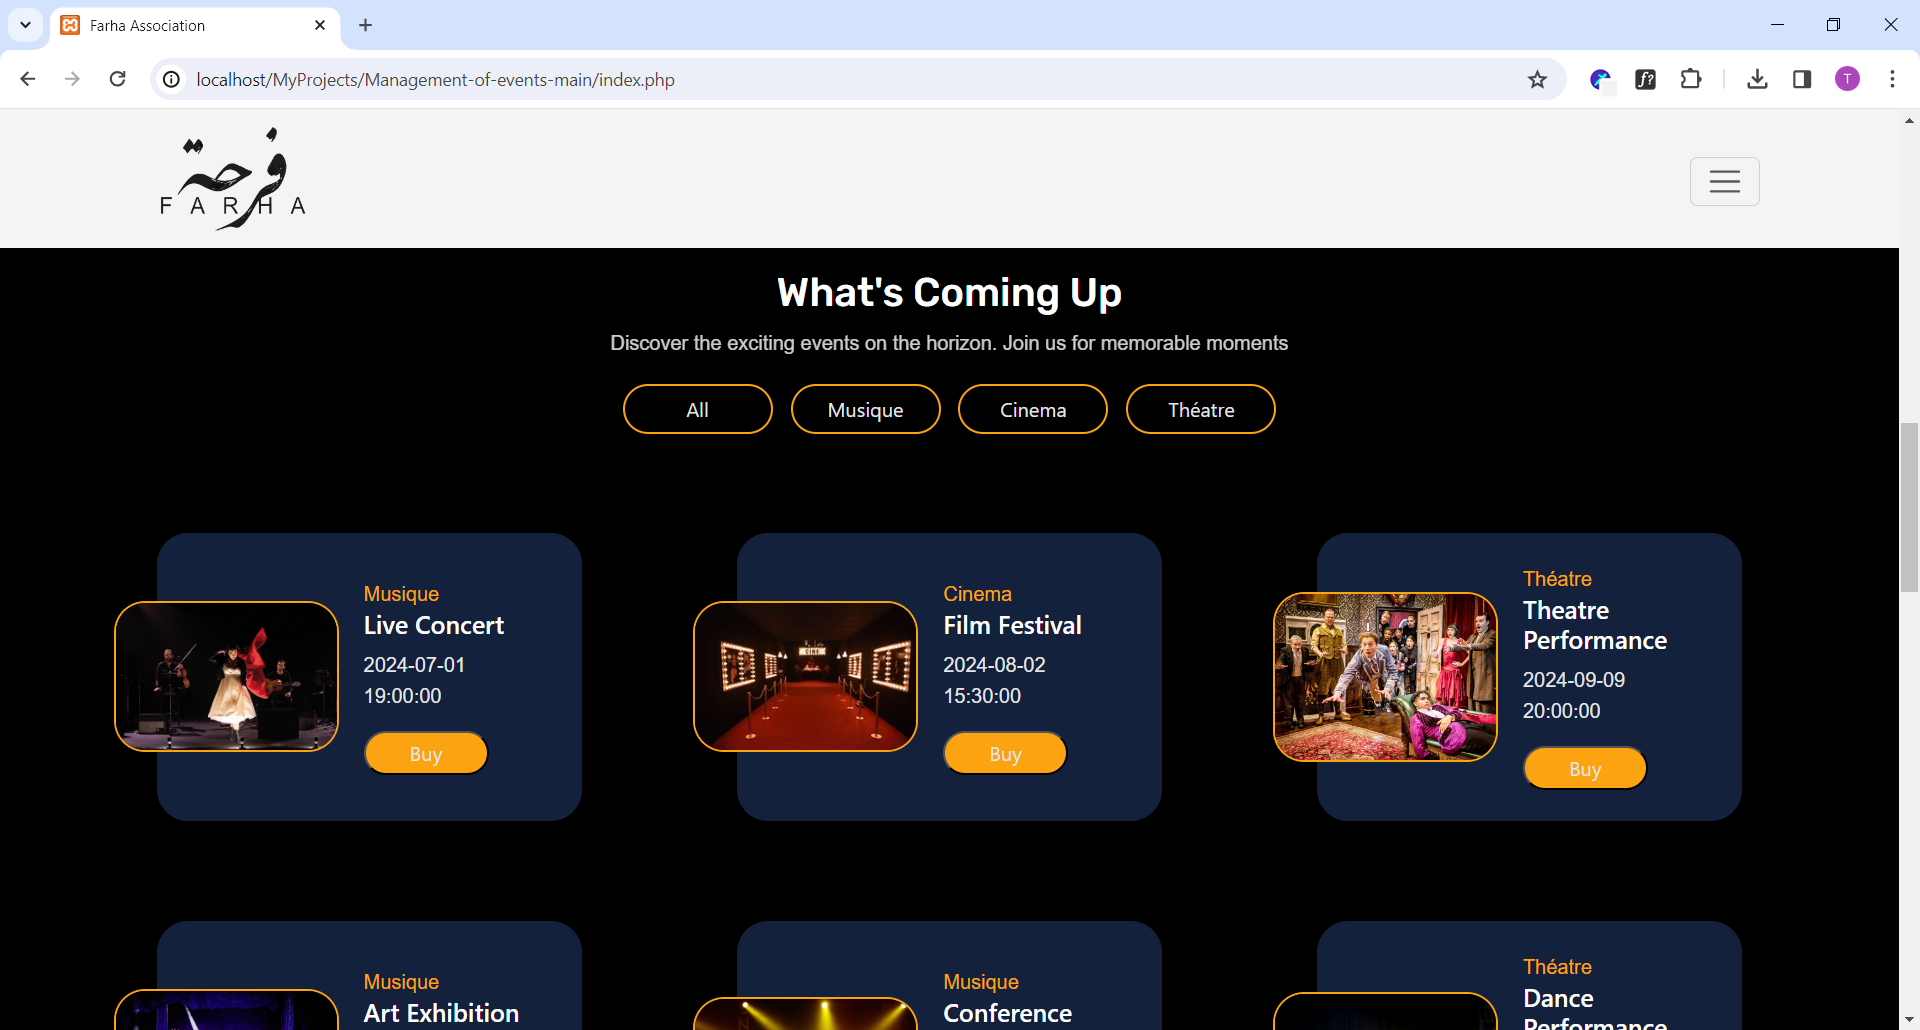 Farha Association
localhost/MyProjects/Management-of-events-main/index.php
T
فرحة
FARHA
What's Coming Up
Discover the exciting events on the horizon. Join us for memorable moments
All
Musique
Cinema
Théatre
Musique
Live Concert
2024-07-01
19:00:00
Buy
Cinema
Film Festival
2024-08-02
15:30:00
Buy
Théatre
Theatre
Performance
2024-09-09
20:00:00
Buy
Musique
Art Exhibition
Musique
Conference
Théatre
Dance
Performance